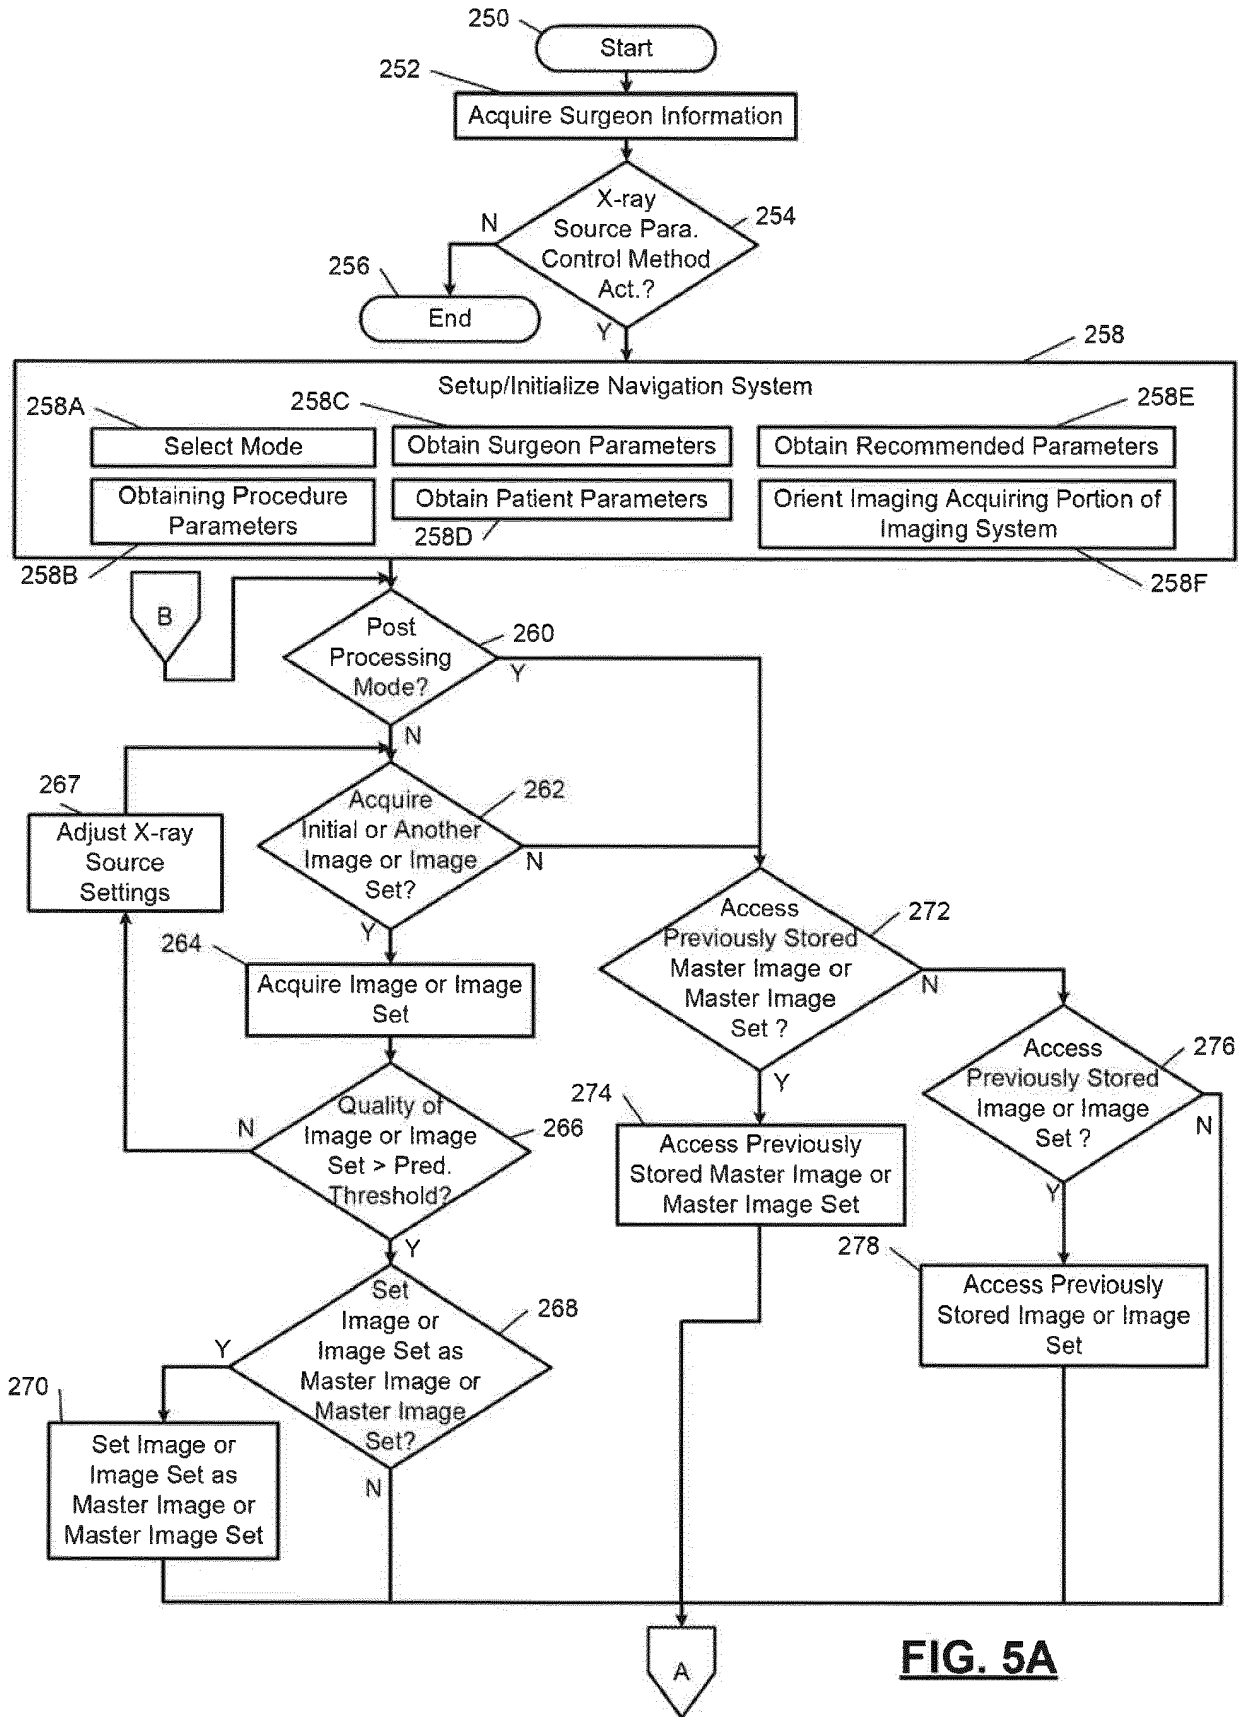 250
Start
252
Acquire Surgeon Information
X-ray
Source Para.
Control Method
Act.?
254
N
256
End
Y
258
Setup/Initialize Navigation System
258A
Select Mode
258C
Obtain Surgeon Parameters
258E
Obtain Recommended Parameters
Obtaining Procedure
Parameters
258B
Obtain Patient Parameters
258D
Orient Imaging Acquiring Portion of
Imaging System
258F
B
Post
Processing
Mode?
260
Y
N
267
Adjust X-ray
Source
Settings
Acquire
Initial or Another
Image or Image
Set?
262
N
Y
264
Acquire Image or Image
Set
Access
Previously Stored
Master Image or
Master Image
Set ?
272
N
Y
Access
Previously Stored
Image or Image
Set ?
276
N
Y
Quality of
Image or Image
Set > Pred.
Threshold?
266
N
Y
274
Access Previously
Stored Master Image or
Master Image Set
278
Access Previously
Stored Image or Image
Set
Set
Image or
Image Set as
Master Image or
Master Image
Set?
268
Y
N
270
Set Image or
Image Set as
Master Image or
Master Image Set
A
FIG. 5A